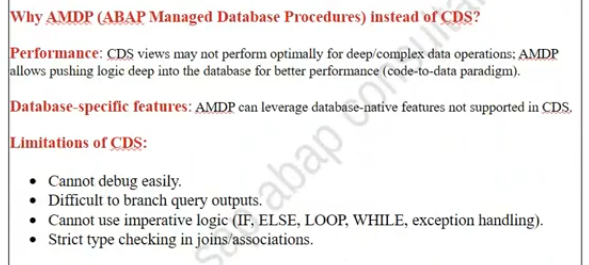 Why AMDP (ABAP Managed Database Procedures) instead of CDS?
Performance: CDS views may not perform optimally for deep/complex data operations; AMDP
allows pushing logic deep into the database for better performance (code-to-data paradigm).
Database-specific features: AMDP can leverage database-native features not supported in CDS.
Limitations of CDS:
• Cannot debug easily.
• Difficult to branch query outputs.
• Cannot use imperative logic (IF, ELSE, LOOP, WHILE, exception handling).
• Strict type checking in joins/associations.
sap abap